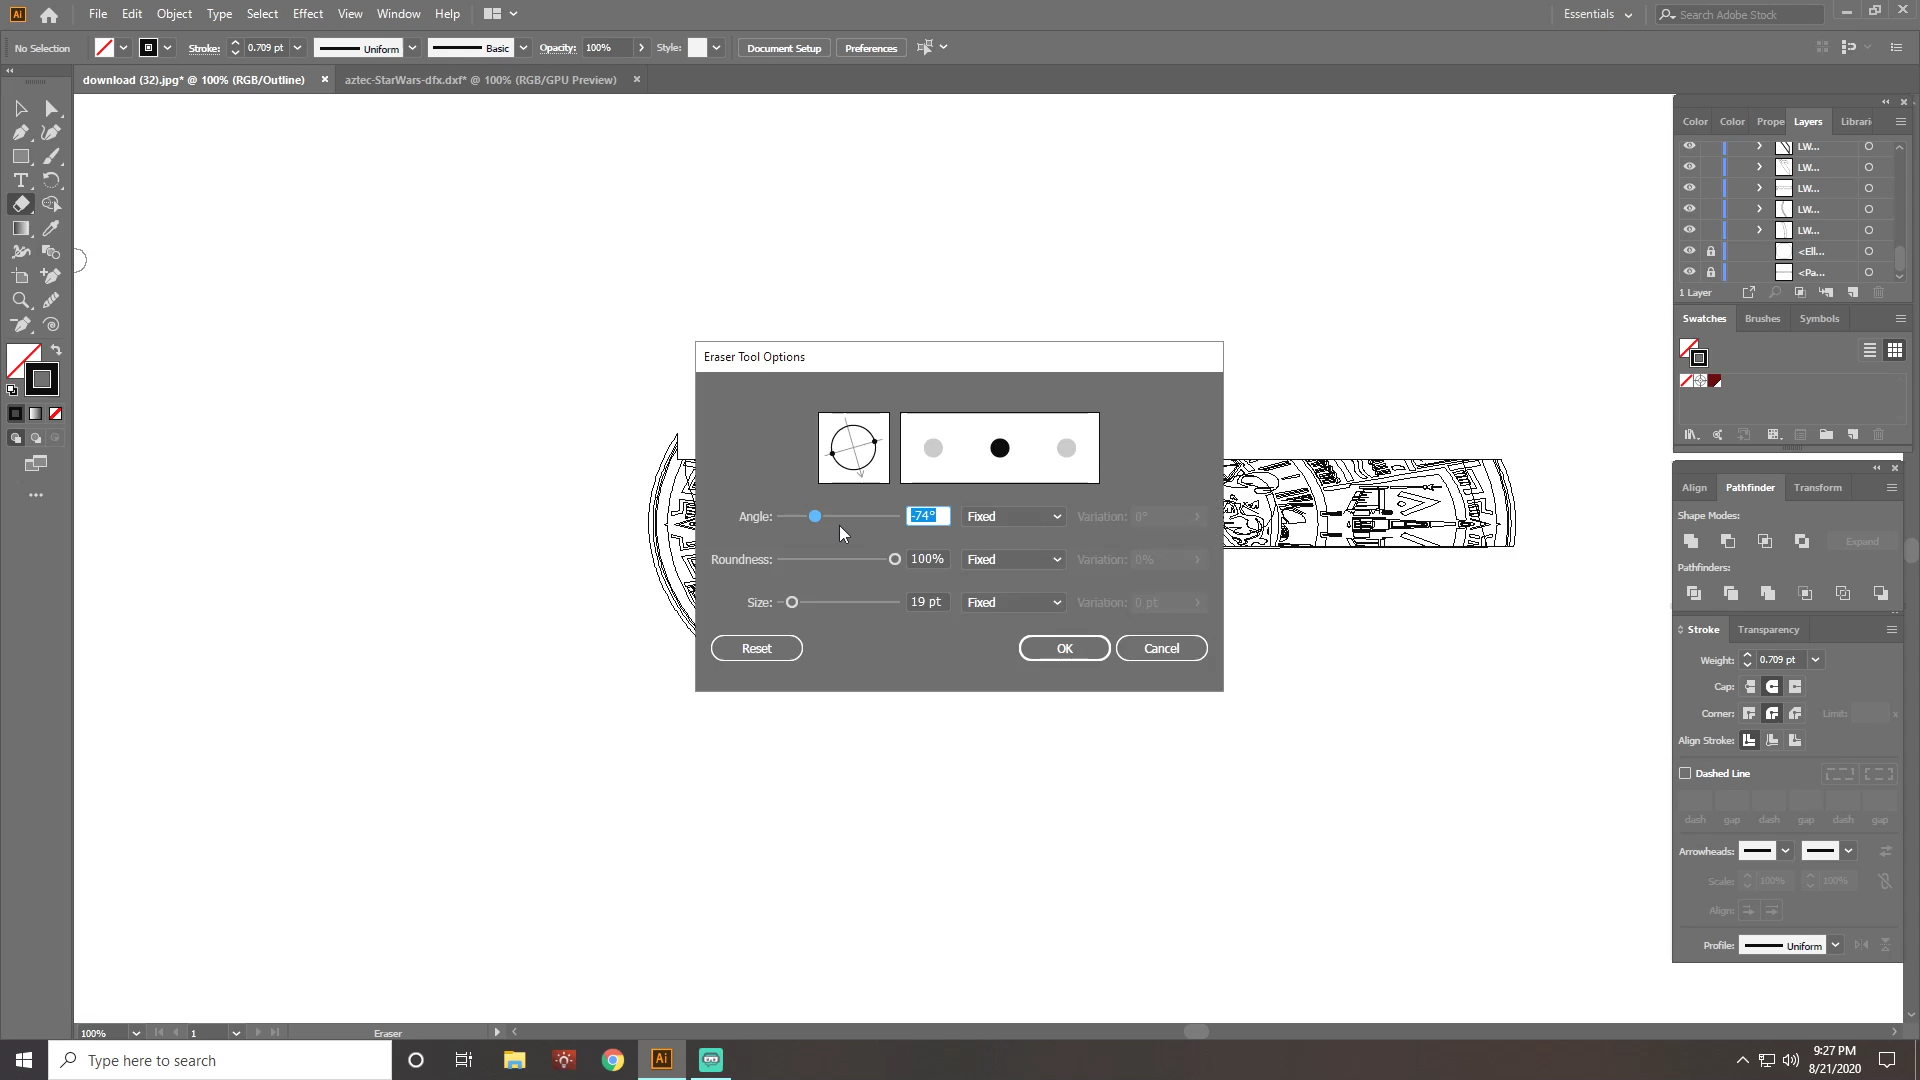 Ai File Edit Object Type Select Effect View Window Help Essentials Search Adobe Stock
No Selection Stroke: 0.709 pt Uniform Basic Opacity: 100% Style: Document Setup Preferences
download (32).jpg* @ 100% (RGB/Outline) × aztec-StarWars-dfx.dxf* @ 100% (RGB/GPU Preview) ×
Color Color Prope Layers Librari
LW...
LW...
LW...
LW...
LW...
<Ell...
<Pa...
1 Layer
Swatches Brushes Symbols
Eraser Tool Options
Angle: -74° Fixed Variation: 0°
Roundness: 100% Fixed Variation: 0%
Size: 19 pt Fixed Variation: 0 pt
Reset OK Cancel
Align Pathfinder Transform
Shape Modes:
Expand
Pathfinders:
Stroke Transparency
Weight: 0.709 pt
Cap:
Corner: Limit: x
Align Stroke:
Dashed Line
dash gap dash gap dash gap
Arrowheads:
Scale: 100% 100%
Align:
Profile: Uniform
100% 1 Eraser
Type here to search
Ai
9:27 PM
8/21/2020